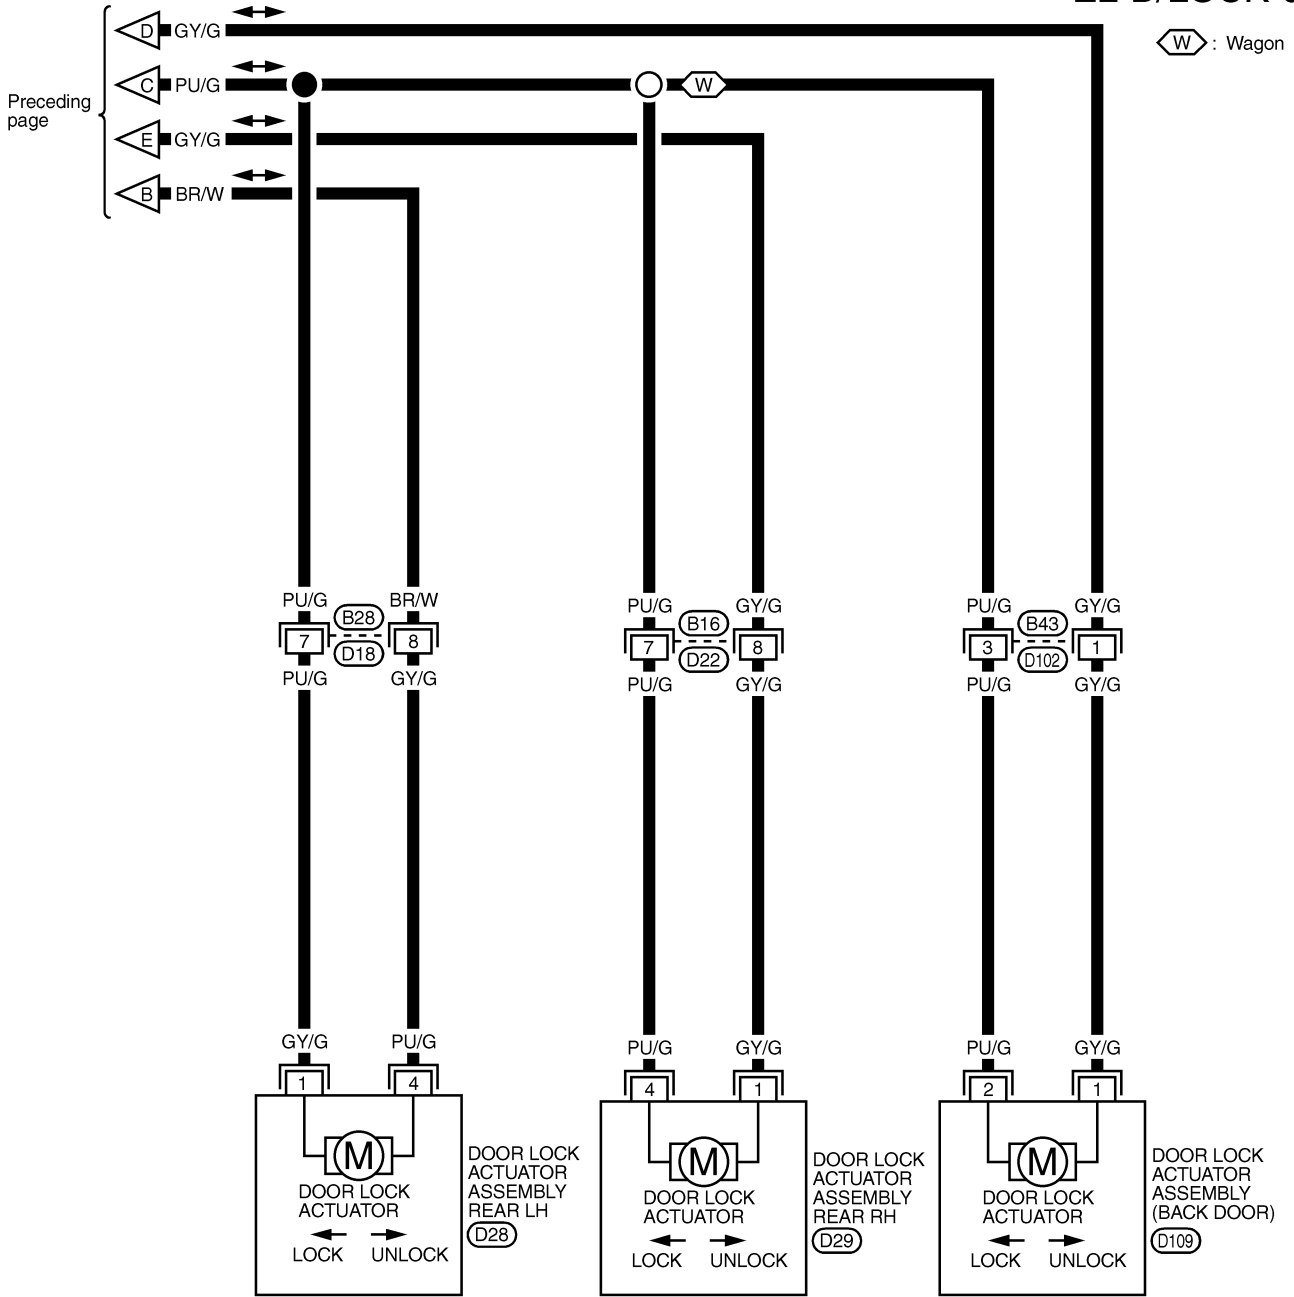 W : Wagon
D GY/G
C PU/G
W
Preceding
page
E GY/G
B BR/W
PU/G BR/W
B28
7 8
D18
PU/G GY/G
PU/G GY/G
B16
7 8
D22
PU/G GY/G
PU/G GY/G
B43
3 1
D102
PU/G GY/G
GY/G PU/G
1 4
M
DOOR LOCK
ACTUATOR
LOCK UNLOCK
DOOR LOCK
ACTUATOR
ASSEMBLY
REAR LH
D28
PU/G GY/G
4 1
M
DOOR LOCK
ACTUATOR
LOCK UNLOCK
DOOR LOCK
ACTUATOR
ASSEMBLY
REAR RH
D29
PU/G GY/G
2 1
M
DOOR LOCK
ACTUATOR
LOCK UNLOCK
DOOR LOCK
ACTUATOR
ASSEMBLY
(BACK DOOR)
D109